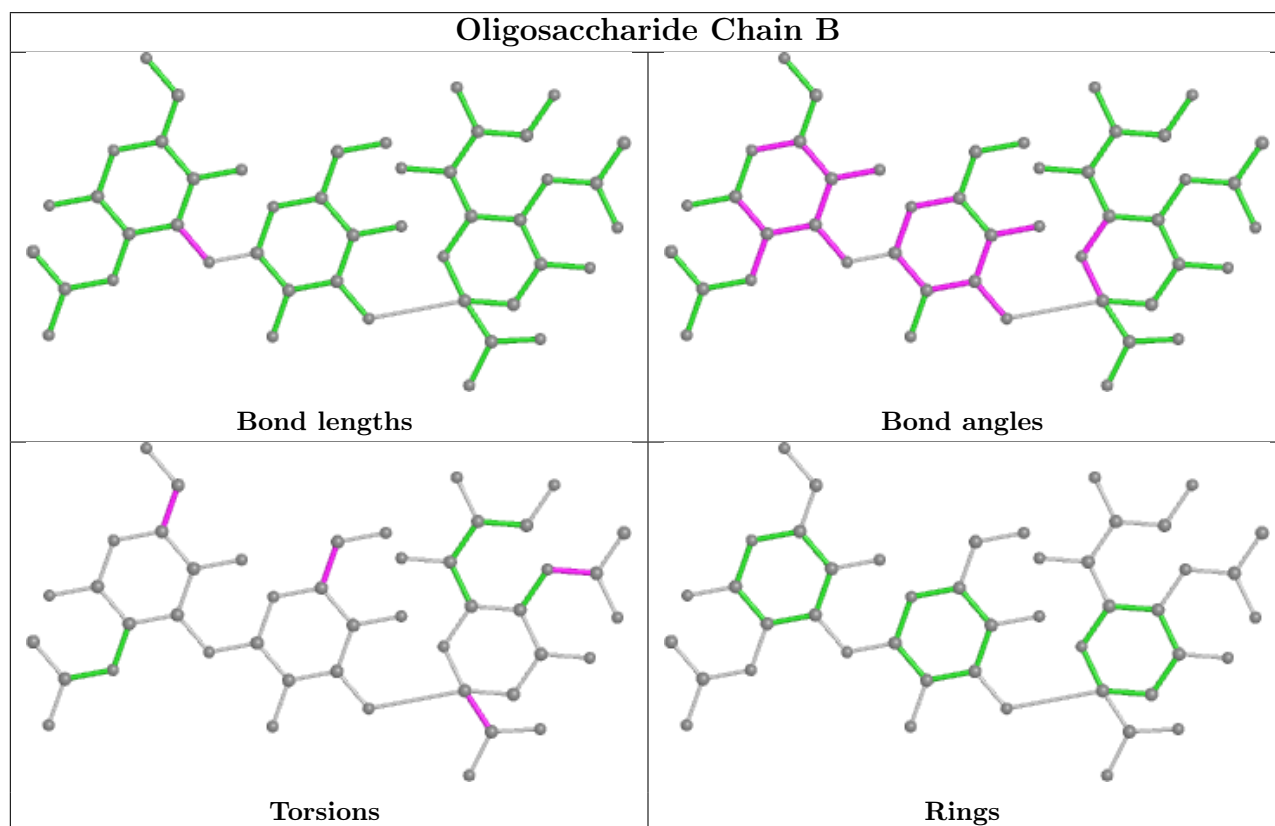 Oligosaccharide Chain B
Bond lengths
Bond angles
Torsions
Rings